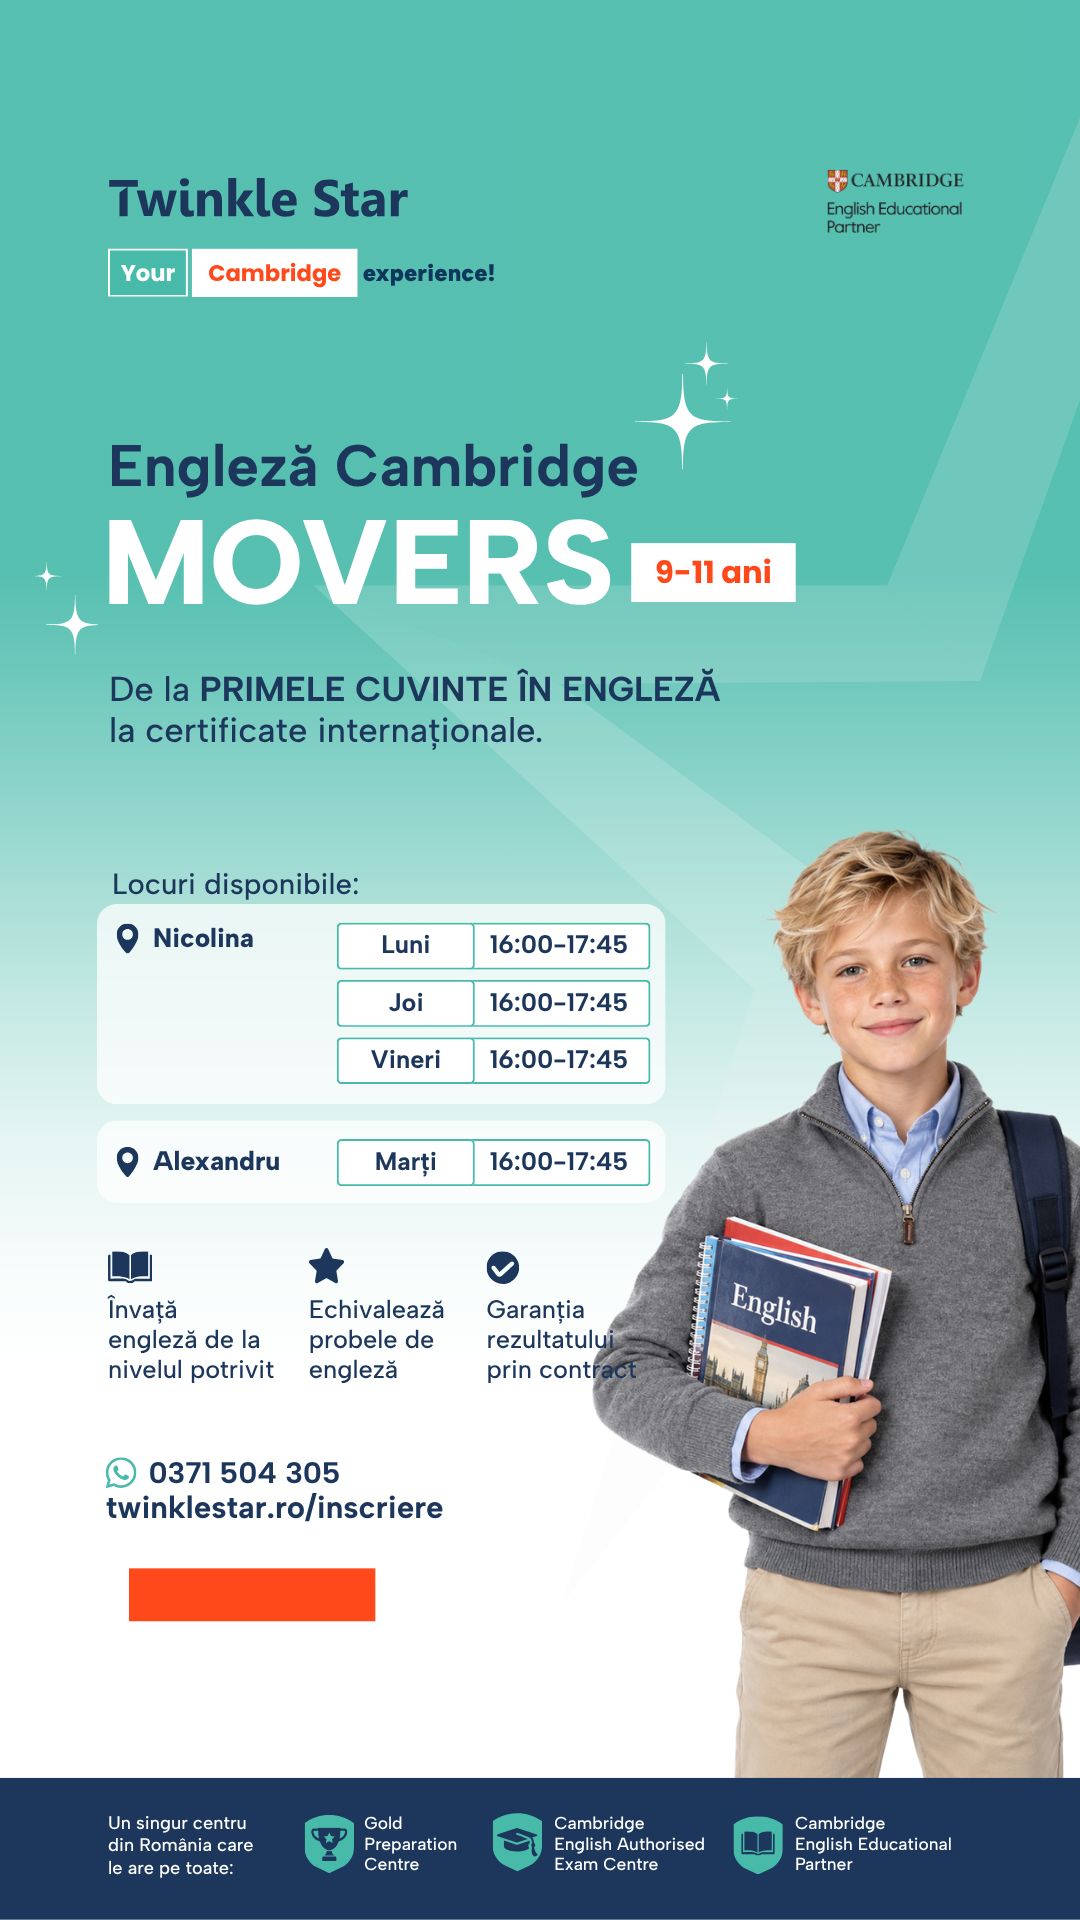 Twinkle Star
Your Cambridge experience!
CAMBRIDGE
English Educational
Partner
Engleză Cambridge
MOVERS
9-11 ani
De la PRIMELE CUVINTE ÎN ENGLEZĂ
la certificate internaționale.
Locuri disponibile:
Nicolina
Luni 16:00-17:45
Joi 16:00-17:45
Vineri 16:00-17:45
Alexandru
Marți 16:00-17:45
Învață
engleză de la
nivelul potrivit
Echivalează
probele de
engleză
Garanția
rezultatului
prin contract
English
0371 504 305
twinklestar.ro/inscriere
Un singur centru
din România care
le are pe toate:
Gold
Preparation
Centre
Cambridge
English Authorised
Exam Centre
Cambridge
English Educational
Partner